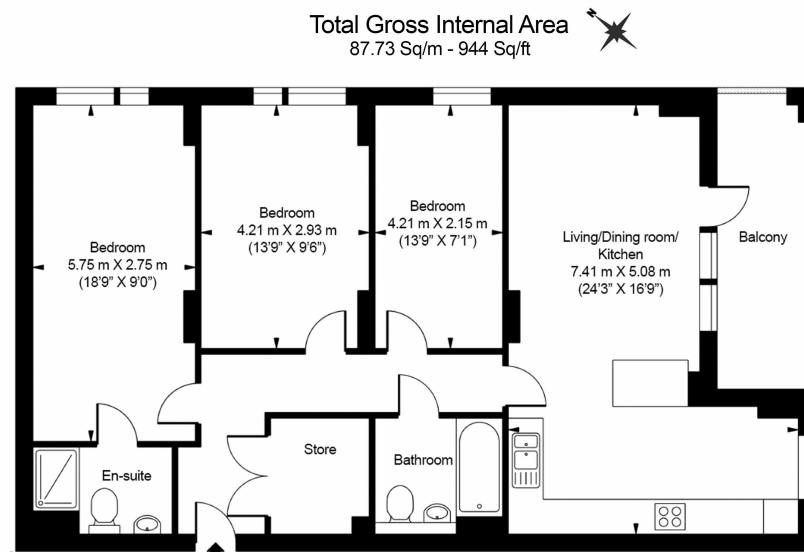 Total Gross Internal Area
87.73 Sq/m - 944 Sq/ft
N
Bedroom
5.75 m X 2.75 m
(18'9" X 9'0")
Bedroom
4.21 m X 2.93 m
(13'9" X 9'6")
Bedroom
4.21 m X 2.15 m
(13'9" X 7'1")
Living/Dining room/
Kitchen
7.41 m X 5.08 m
(24'3" X 16'9")
Balcony
En-suite
Store
Bathroom